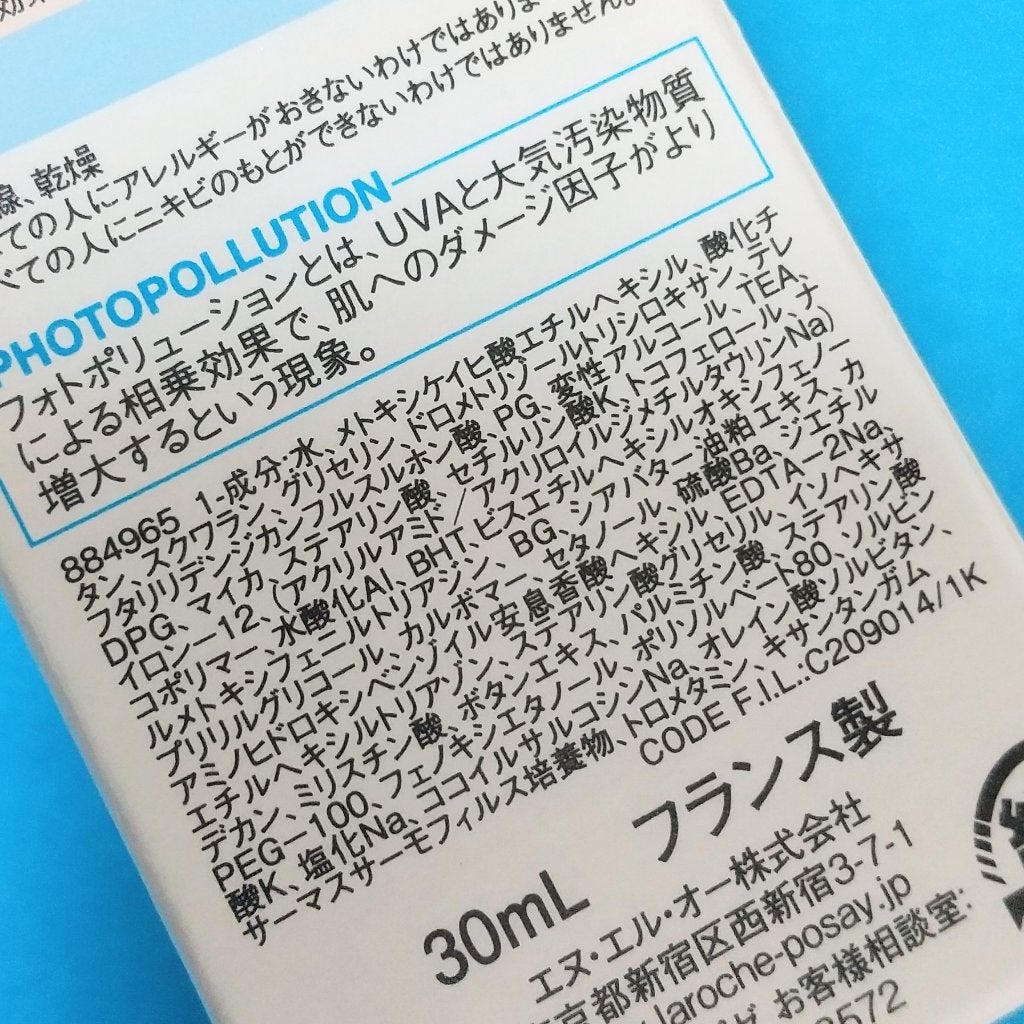 線、乾燥
ての人にアレルギーがおきないわけではありま
べての人にニキビのもとができないわけではありません。
PHOTOPOLLUTION
フォトポリューションとは、UVAと大気汚染物質
による相乗効果で、肌へのダメージ因子がより
増大するという現象。
884965 1-成分:水、メトキシケイヒ酸エチルヘキシル、酸化チ
タン、スクワラン、グリセリン、ドロメトリゾールトリシロキサン、テレ
フタリリデンジカンフルスルホン酸、PG、変性アルコール、TEA、
DPG、マイカ、ステアリン酸、セチルリン酸K、トコフェロール、ナ
イロン-12、(アクリルアミド/アクリロイルジメチルタウリンNa)
コポリマー、水酸化Al、BHT、ビスエチルヘキシルオキシフェノー
ルメトキシフェニルトリアジン、BG、シアバター油粕エキス、カ
プリリルグリコール、カルボマー、セタノール、硫酸Ba、ジエチル
アミノヒドロキシベンゾイル安息香酸ヘキシル、EDTA-2Na、
エチルヘキシルトリアゾン、ステアリン酸グリセリル、イソヘキサ
デカン、ミリスチン酸、ボタンエキス、パルミチン酸、ステアリン酸
PEG-100、フェノキシエタノール、ポリソルベート80、ソルビン
酸K、塩化Na、ココイルサルコシンNa、オレイン酸ソルビタン、
サーマスサーモフィルス培養物、トロメタミン、キサンタンガム
CODE F.I.L.:C209014/1K
30mL フランス製
エヌ・エル・オー株式会社
京都新宿区西新宿3-7-1
laroche-posay.jp
お客様相談室:
3572